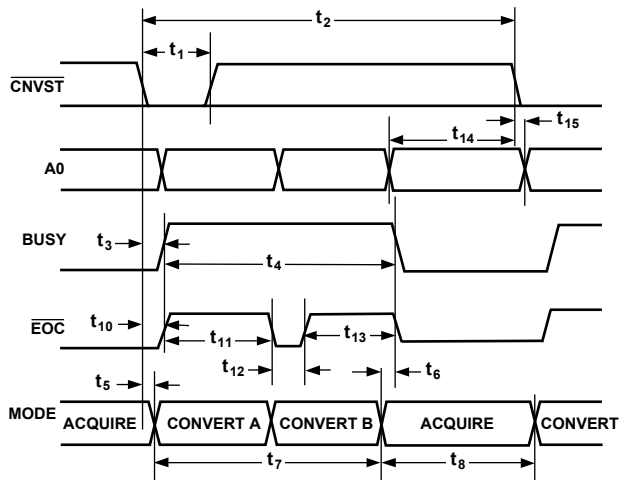 t2
t1
CNVST
t15
t14
A0
BUSY
t3
t4
EOC
t10
t11
t13
t12
t5
t6
MODE
ACQUIRE CONVERT A CONVERT B ACQUIRE CONVERT
t7
t8